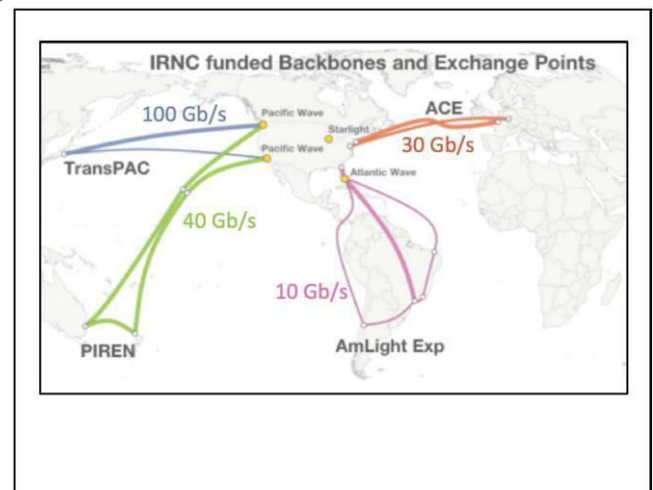 IRNC funded Backbones and Exchange Points
100 Gb/s
Pacific Wave
ACE
Starlight
30 Gb/s
Pacific Wave
TransPAC
Atlantic Wave
40 Gb/s
10 Gb/s
PIREN
AmLight Exp